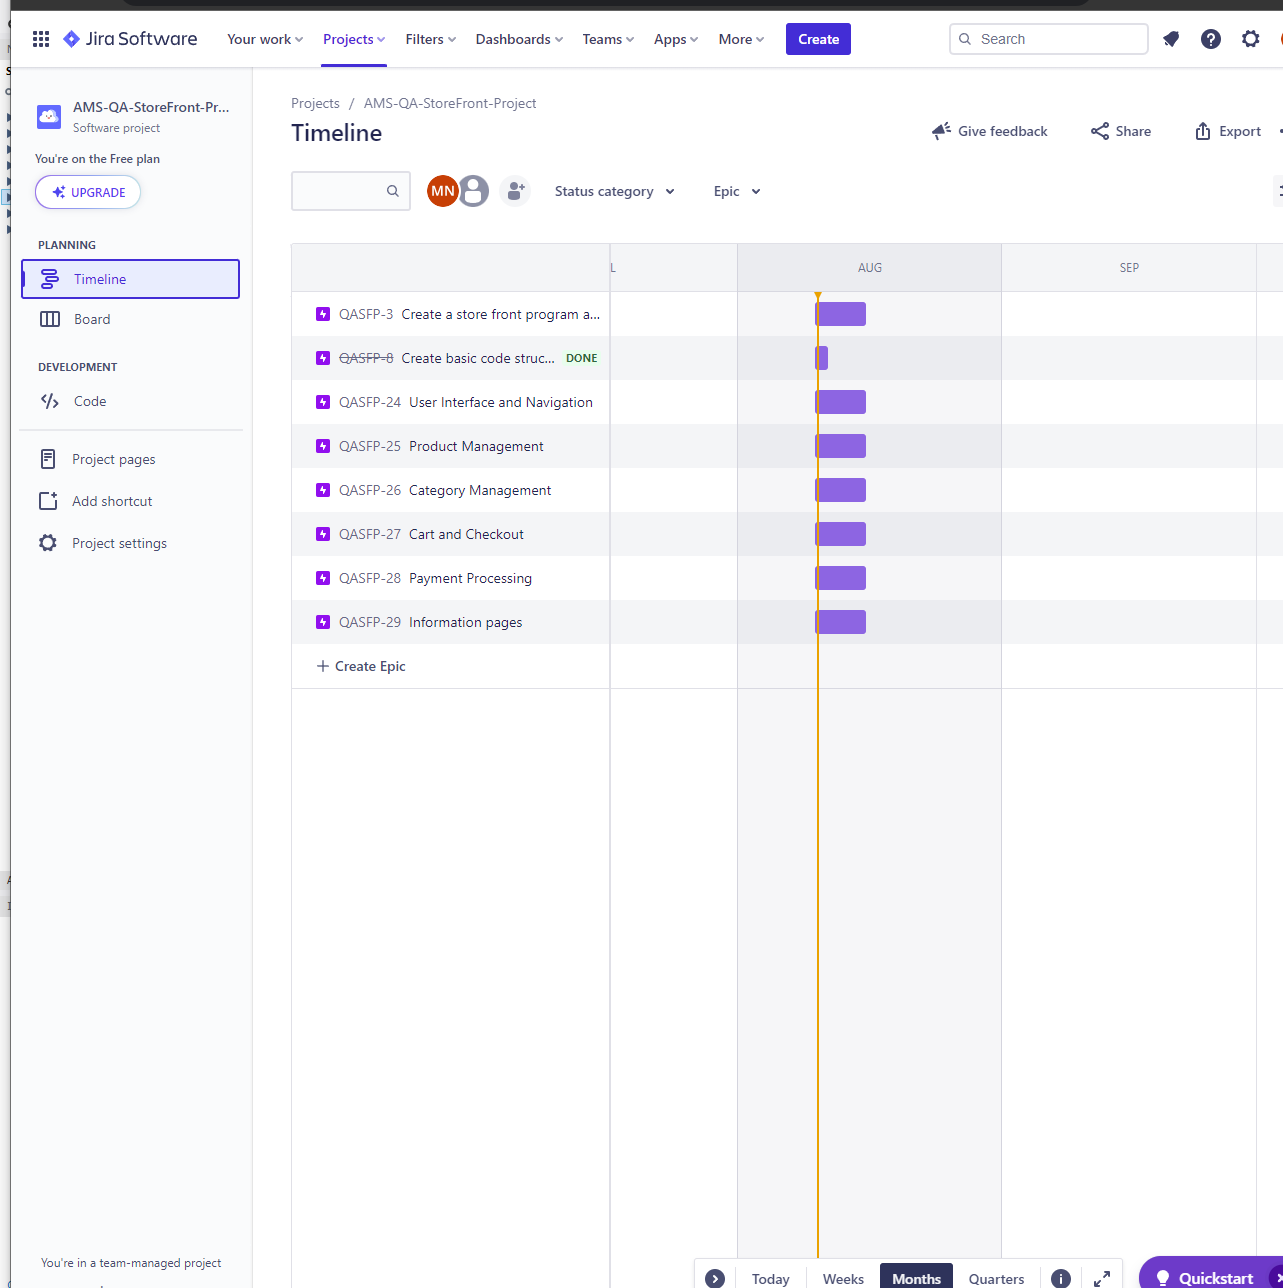 Jira Software
Your work
Projects
Filters
Dashboards
Teams
Apps
More
Create
Search
AMS-QA-StoreFront-Pr...
Software project
You're on the Free plan
UPGRADE
PLANNING
Timeline
Board
DEVELOPMENT
Code
Project pages
Add shortcut
Project settings
You're in a team-managed project
Projects / AMS-QA-StoreFront-Project
Timeline
Give feedback
Share
Export
MN
Status category
Epic
L AUG SEP
QASFP-3 Create a store front program a...
QASFP-8 Create basic code struc... DONE
QASFP-24 User Interface and Navigation
QASFP-25 Product Management
QASFP-26 Category Management
QASFP-27 Cart and Checkout
QASFP-28 Payment Processing
QASFP-29 Information pages
+ Create Epic
Today
Weeks
Months
Quarters
Quickstart